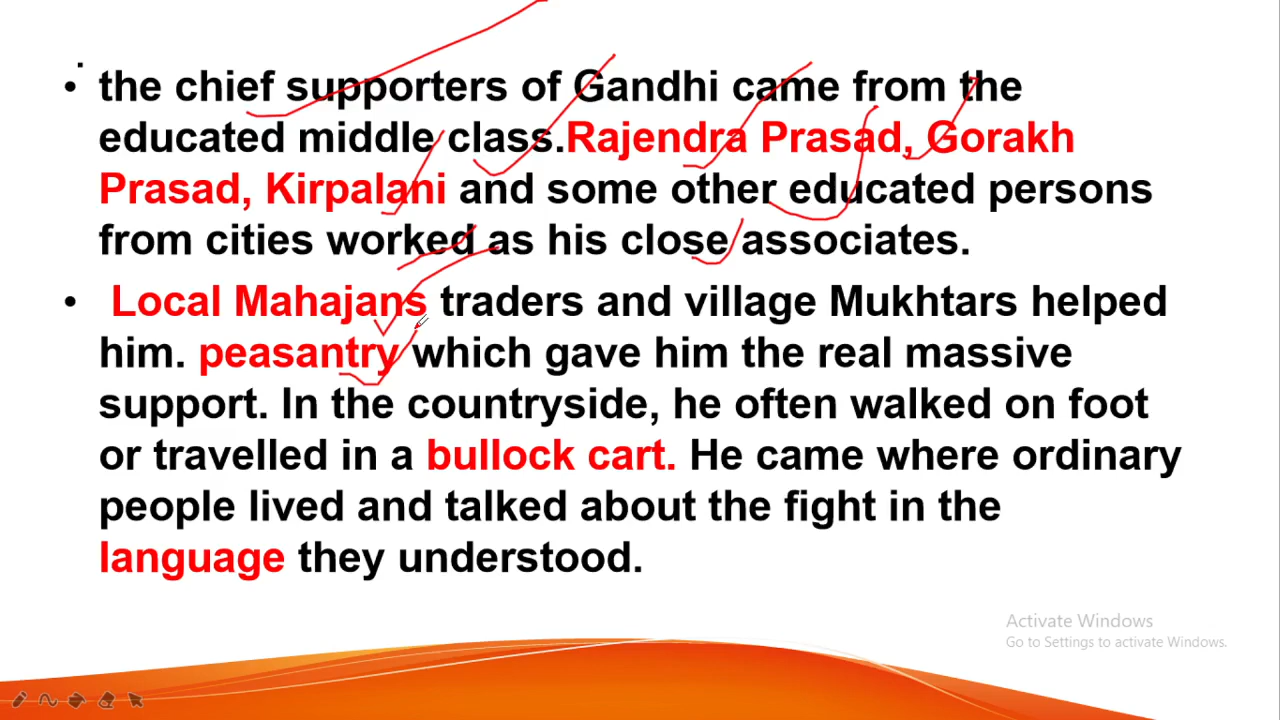 • the chief supporters of Gandhi came from the
educated middle class.Rajendra Prasad, Gorakh
Prasad, Kirpalani and some other educated persons
from cities worked as his close associates.
• Local Mahajans traders and village Mukhtars helped
him. peasantry which gave him the real massive
support. In the countryside, he often walked on foot
or travelled in a bullock cart. He came where ordinary
people lived and talked about the fight in the
language they understood.
Activate Windows
Go to Settings to activate Windows.